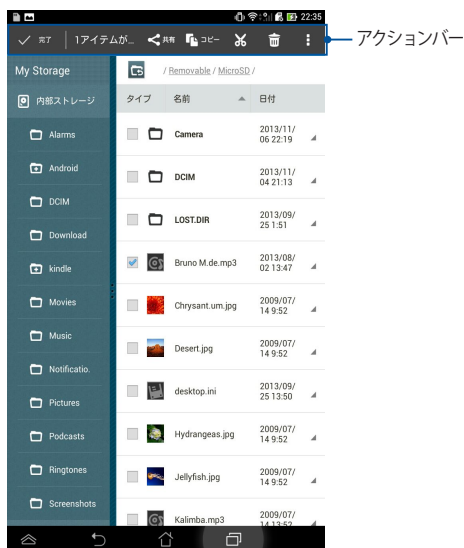 22:35
完了 1アイテムが... 共有 コピー
アクションバー
My Storage
/ Removable / MicroSD /
内部ストレージ
タイプ 名前 日付
Alarms
Android
DCIM
Download
kindle
Movies
Music
Notificatio.
Pictures
Podcasts
Ringtones
Screenshots
Camera
2013/11/
06 22:19
DCIM
2013/11/
04 21:13
LOST.DIR
2013/09/
25 1:51
Bruno M.de.mp3
2013/08/
02 13:47
Chrysant.um.jpg
2009/07/
14 9:52
Desert.jpg
2009/07/
14 9:52
desktop.ini
2013/09/
25 13:50
Hydrangeas.jpg
2009/07/
14 9:52
Jellyfish.jpg
2009/07/
14 9:52
Kalimba.mp3
2009/07/
14 13:52